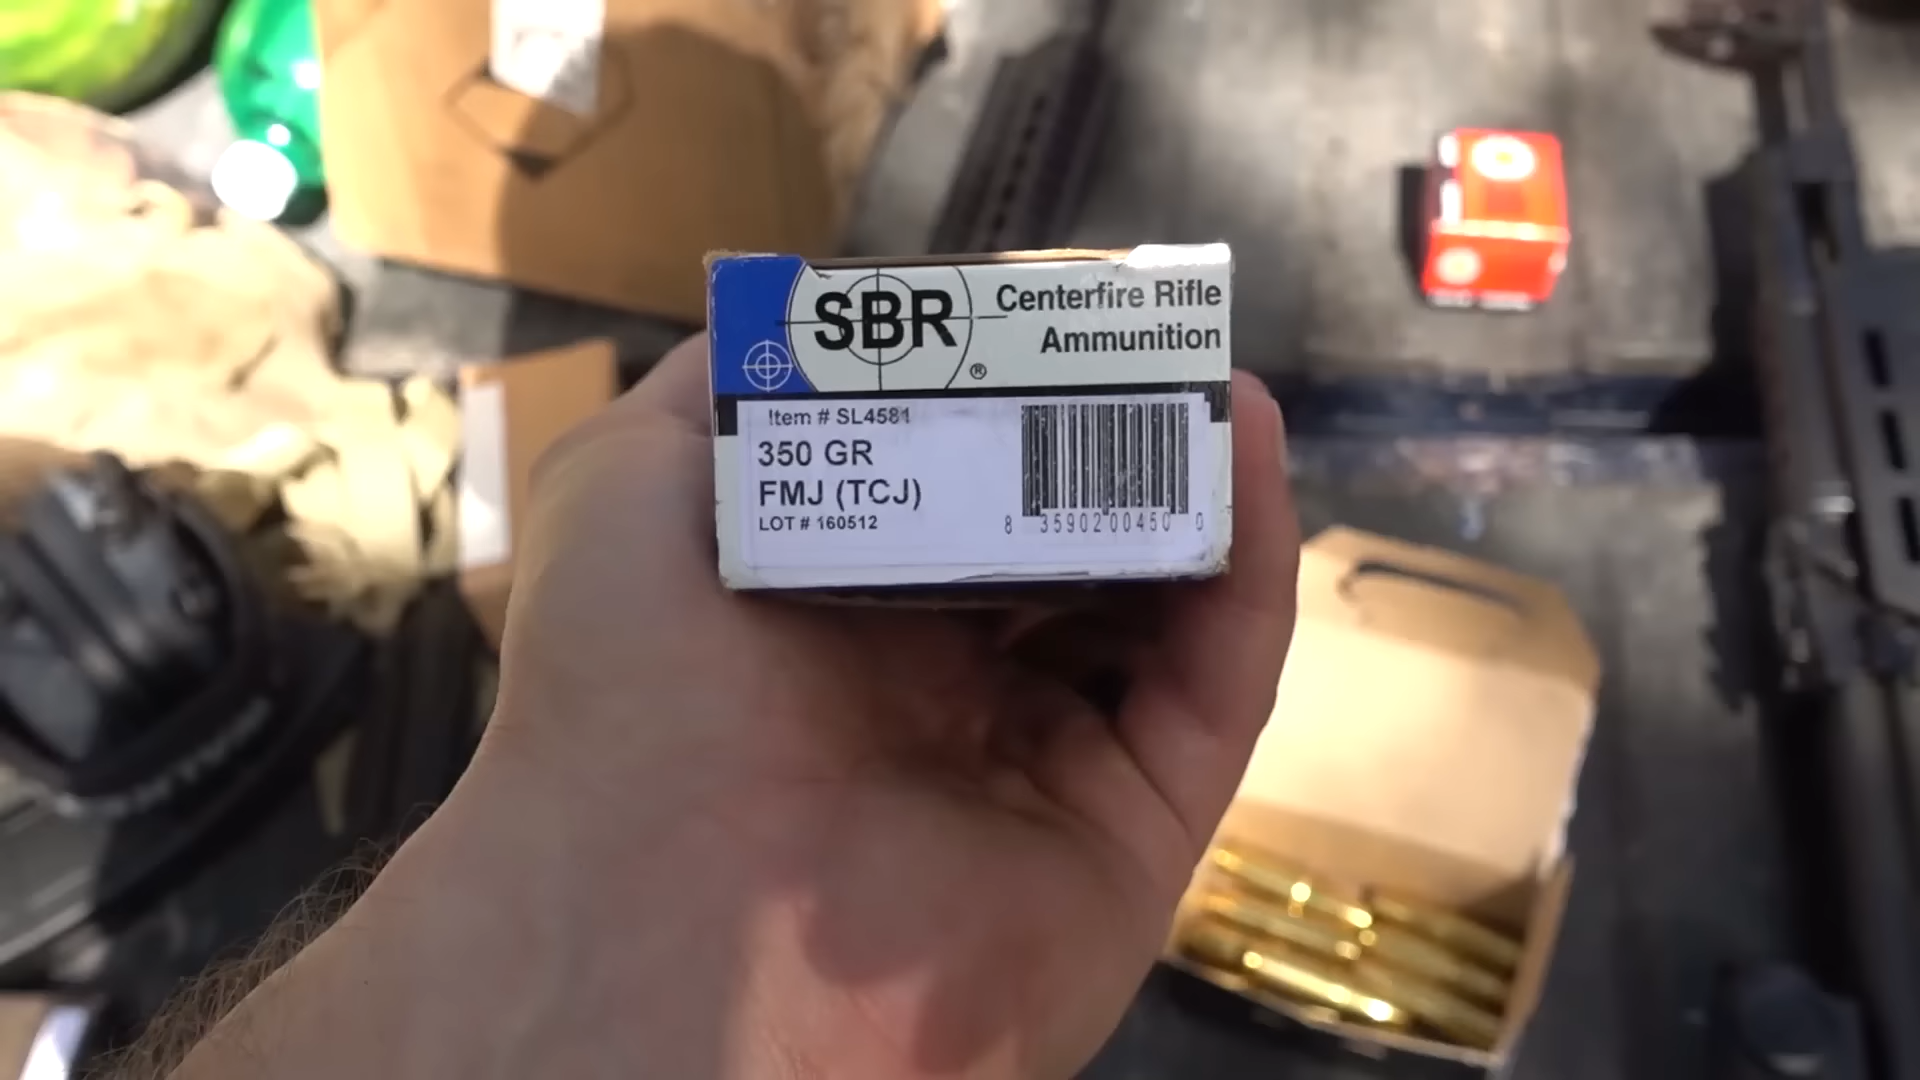 SBR
®
Centerfire Rifle
Ammunition
Item # SL4581
350 GR
FMJ (TCJ)
LOT # 160512
8 35902 00450 0